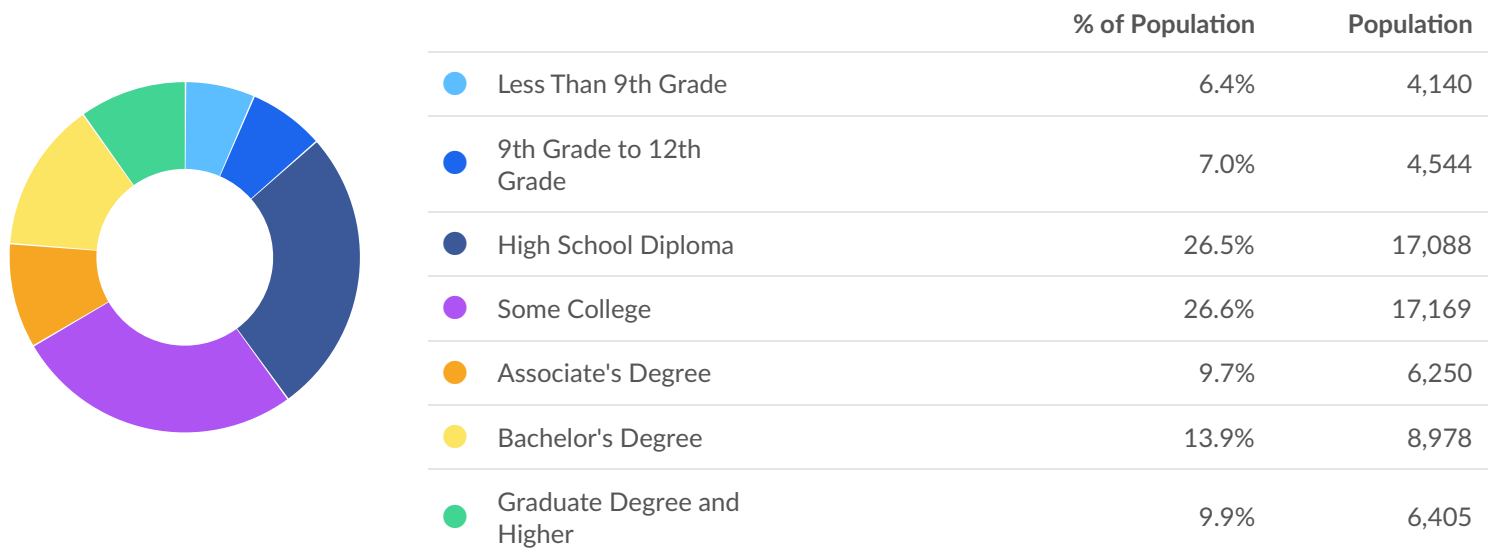 % of Population Population
Less Than 9th Grade 6.4% 4,140
9th Grade to 12th
Grade 7.0% 4,544
High School Diploma 26.5% 17,088
Some College 26.6% 17,169
Associate's Degree 9.7% 6,250
Bachelor's Degree 13.9% 8,978
Graduate Degree and
Higher 9.9% 6,405